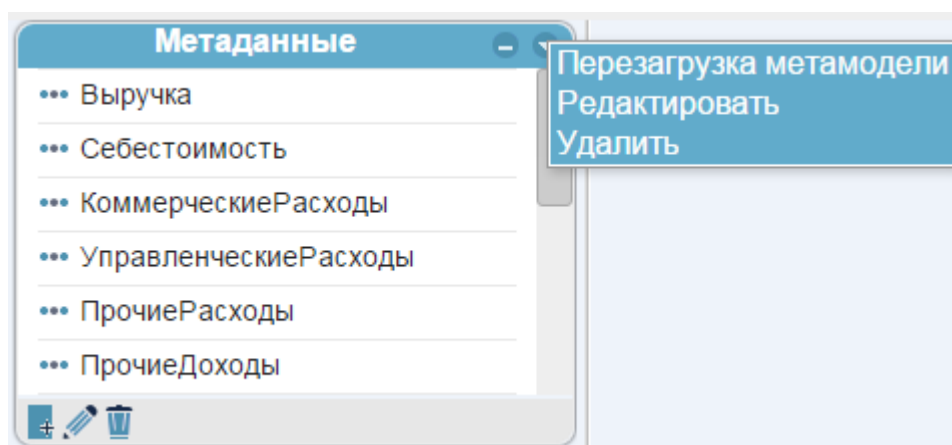 Метаданные
Перезагрузка метамодели
Редактировать
Удалить
Выручка
Себестоимость
КоммерческиеРасходы
УправленческиеРасходы
ПрочиеРасходы
ПрочиеДоходы